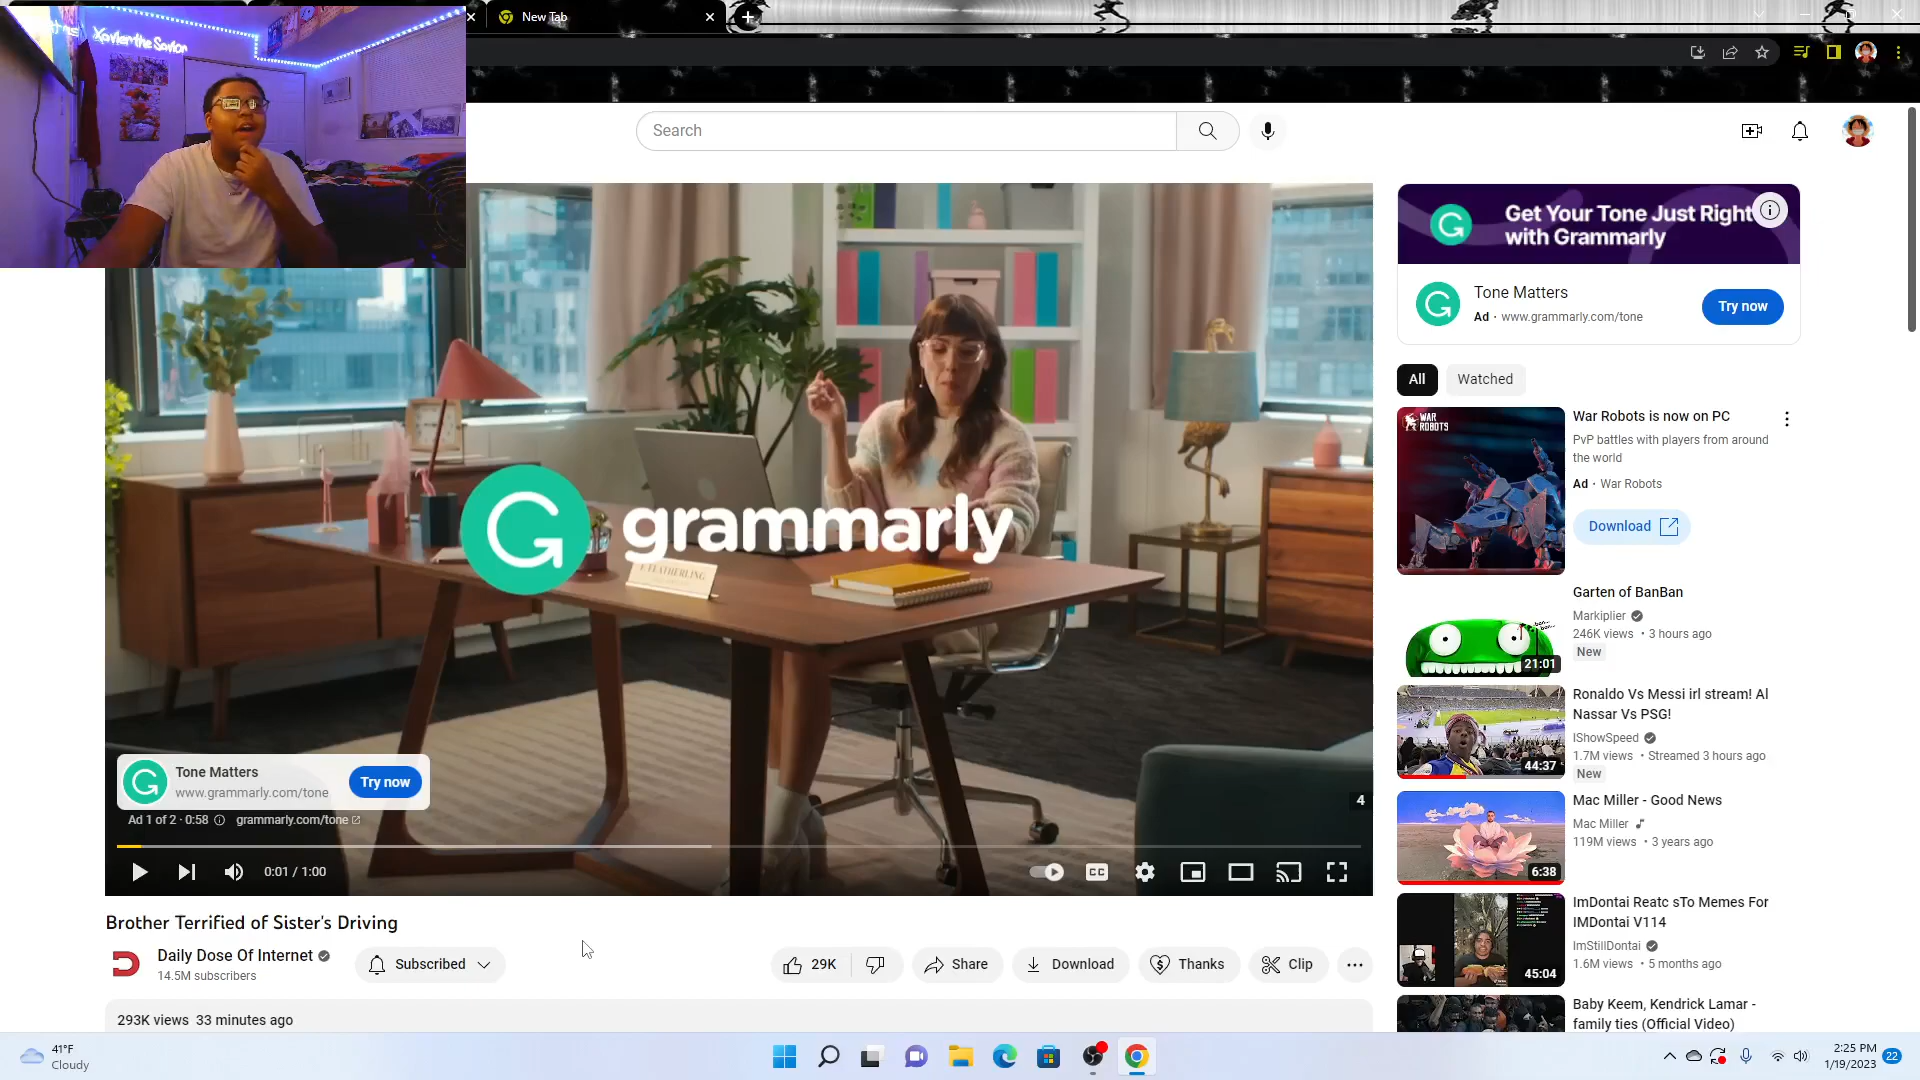 XaviertheSavior
New Tab
Search
grammarly
Tone Matters
www.grammarly.com/tone
Try now
Ad 1 of 2 · 0:58
grammarly.com/tone
4
0:01 / 1:00
CC
Brother Terrified of Sister's Driving
Daily Dose Of Internet
14.5M subscribers
Subscribed
29K
Share
Download
Thanks
Clip
293K views 33 minutes ago
Get Your Tone Just Right
with Grammarly
Tone Matters
Ad · www.grammarly.com/tone
Try now
All
Watched
WAR
ROBOTS
War Robots is now on PC
PvP battles with players from around
the world
Ad · War Robots
Download
21:01
Garten of BanBan
Markiplier
246K views • 3 hours ago
New
44:37
Ronaldo Vs Messi irl stream! Al
Nassar Vs PSG!
IShowSpeed
1.7M views • Streamed 3 hours ago
New
6:38
Mac Miller - Good News
Mac Miller
119M views • 3 years ago
45:04
ImDontai Reatc sTo Memes For
IMDontai V114
ImStillDontai
1.6M views • 5 months ago
Baby Keem, Kendrick Lamar -
family ties (Official Video)
41°F
Cloudy
2:25 PM
1/19/2023
22